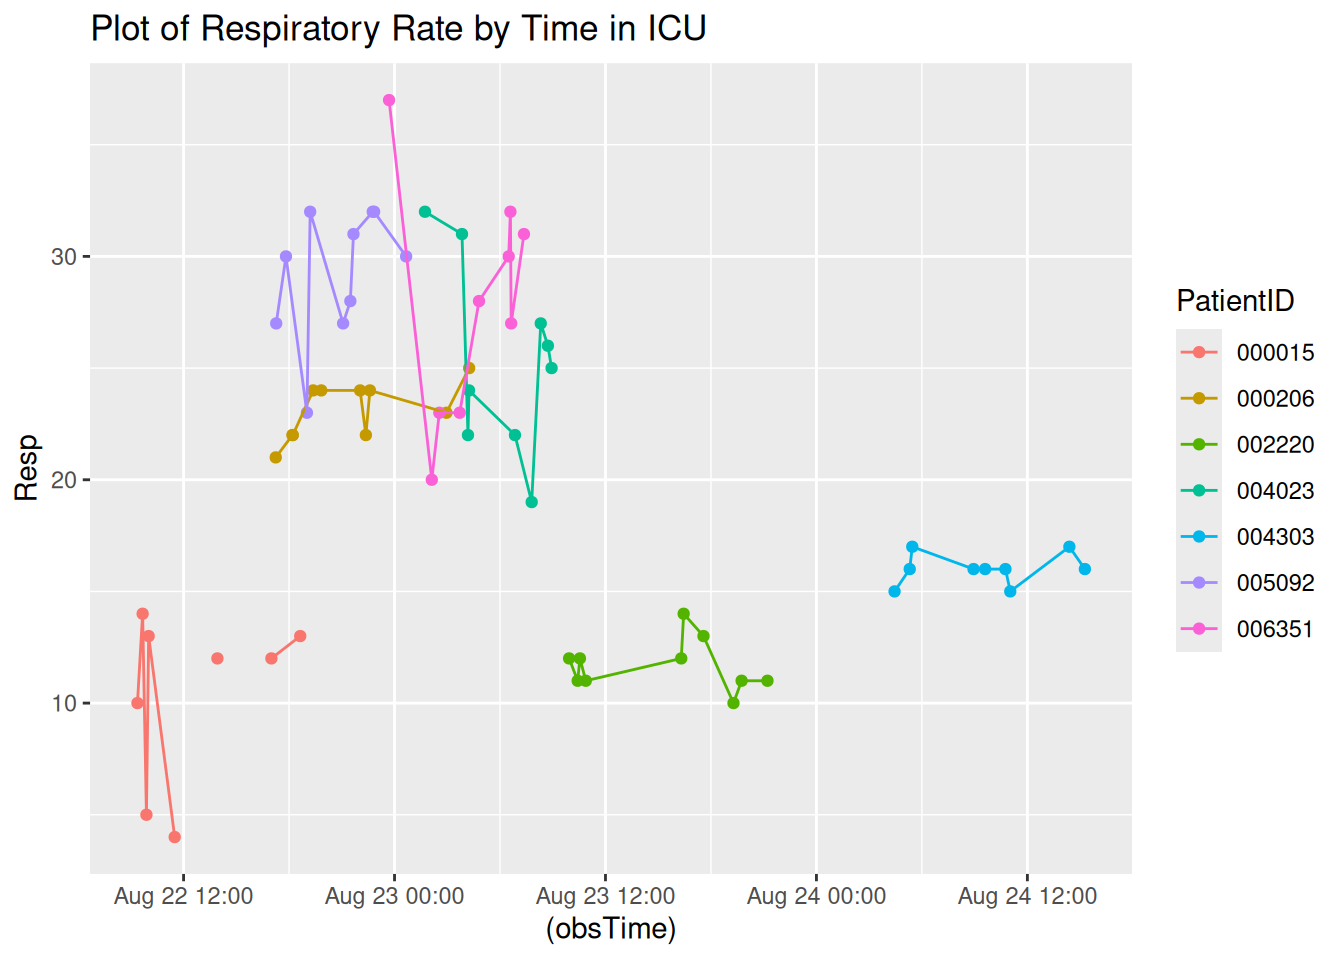 Plot of Respiratory Rate by Time in ICU
Resp
30
20
10
Aug 22 12:00
Aug 23 00:00
Aug 23 12:00
Aug 24 00:00
Aug 24 12:00
(obsTime)
PatientID
000015
000206
002220
004023
004303
005092
006351